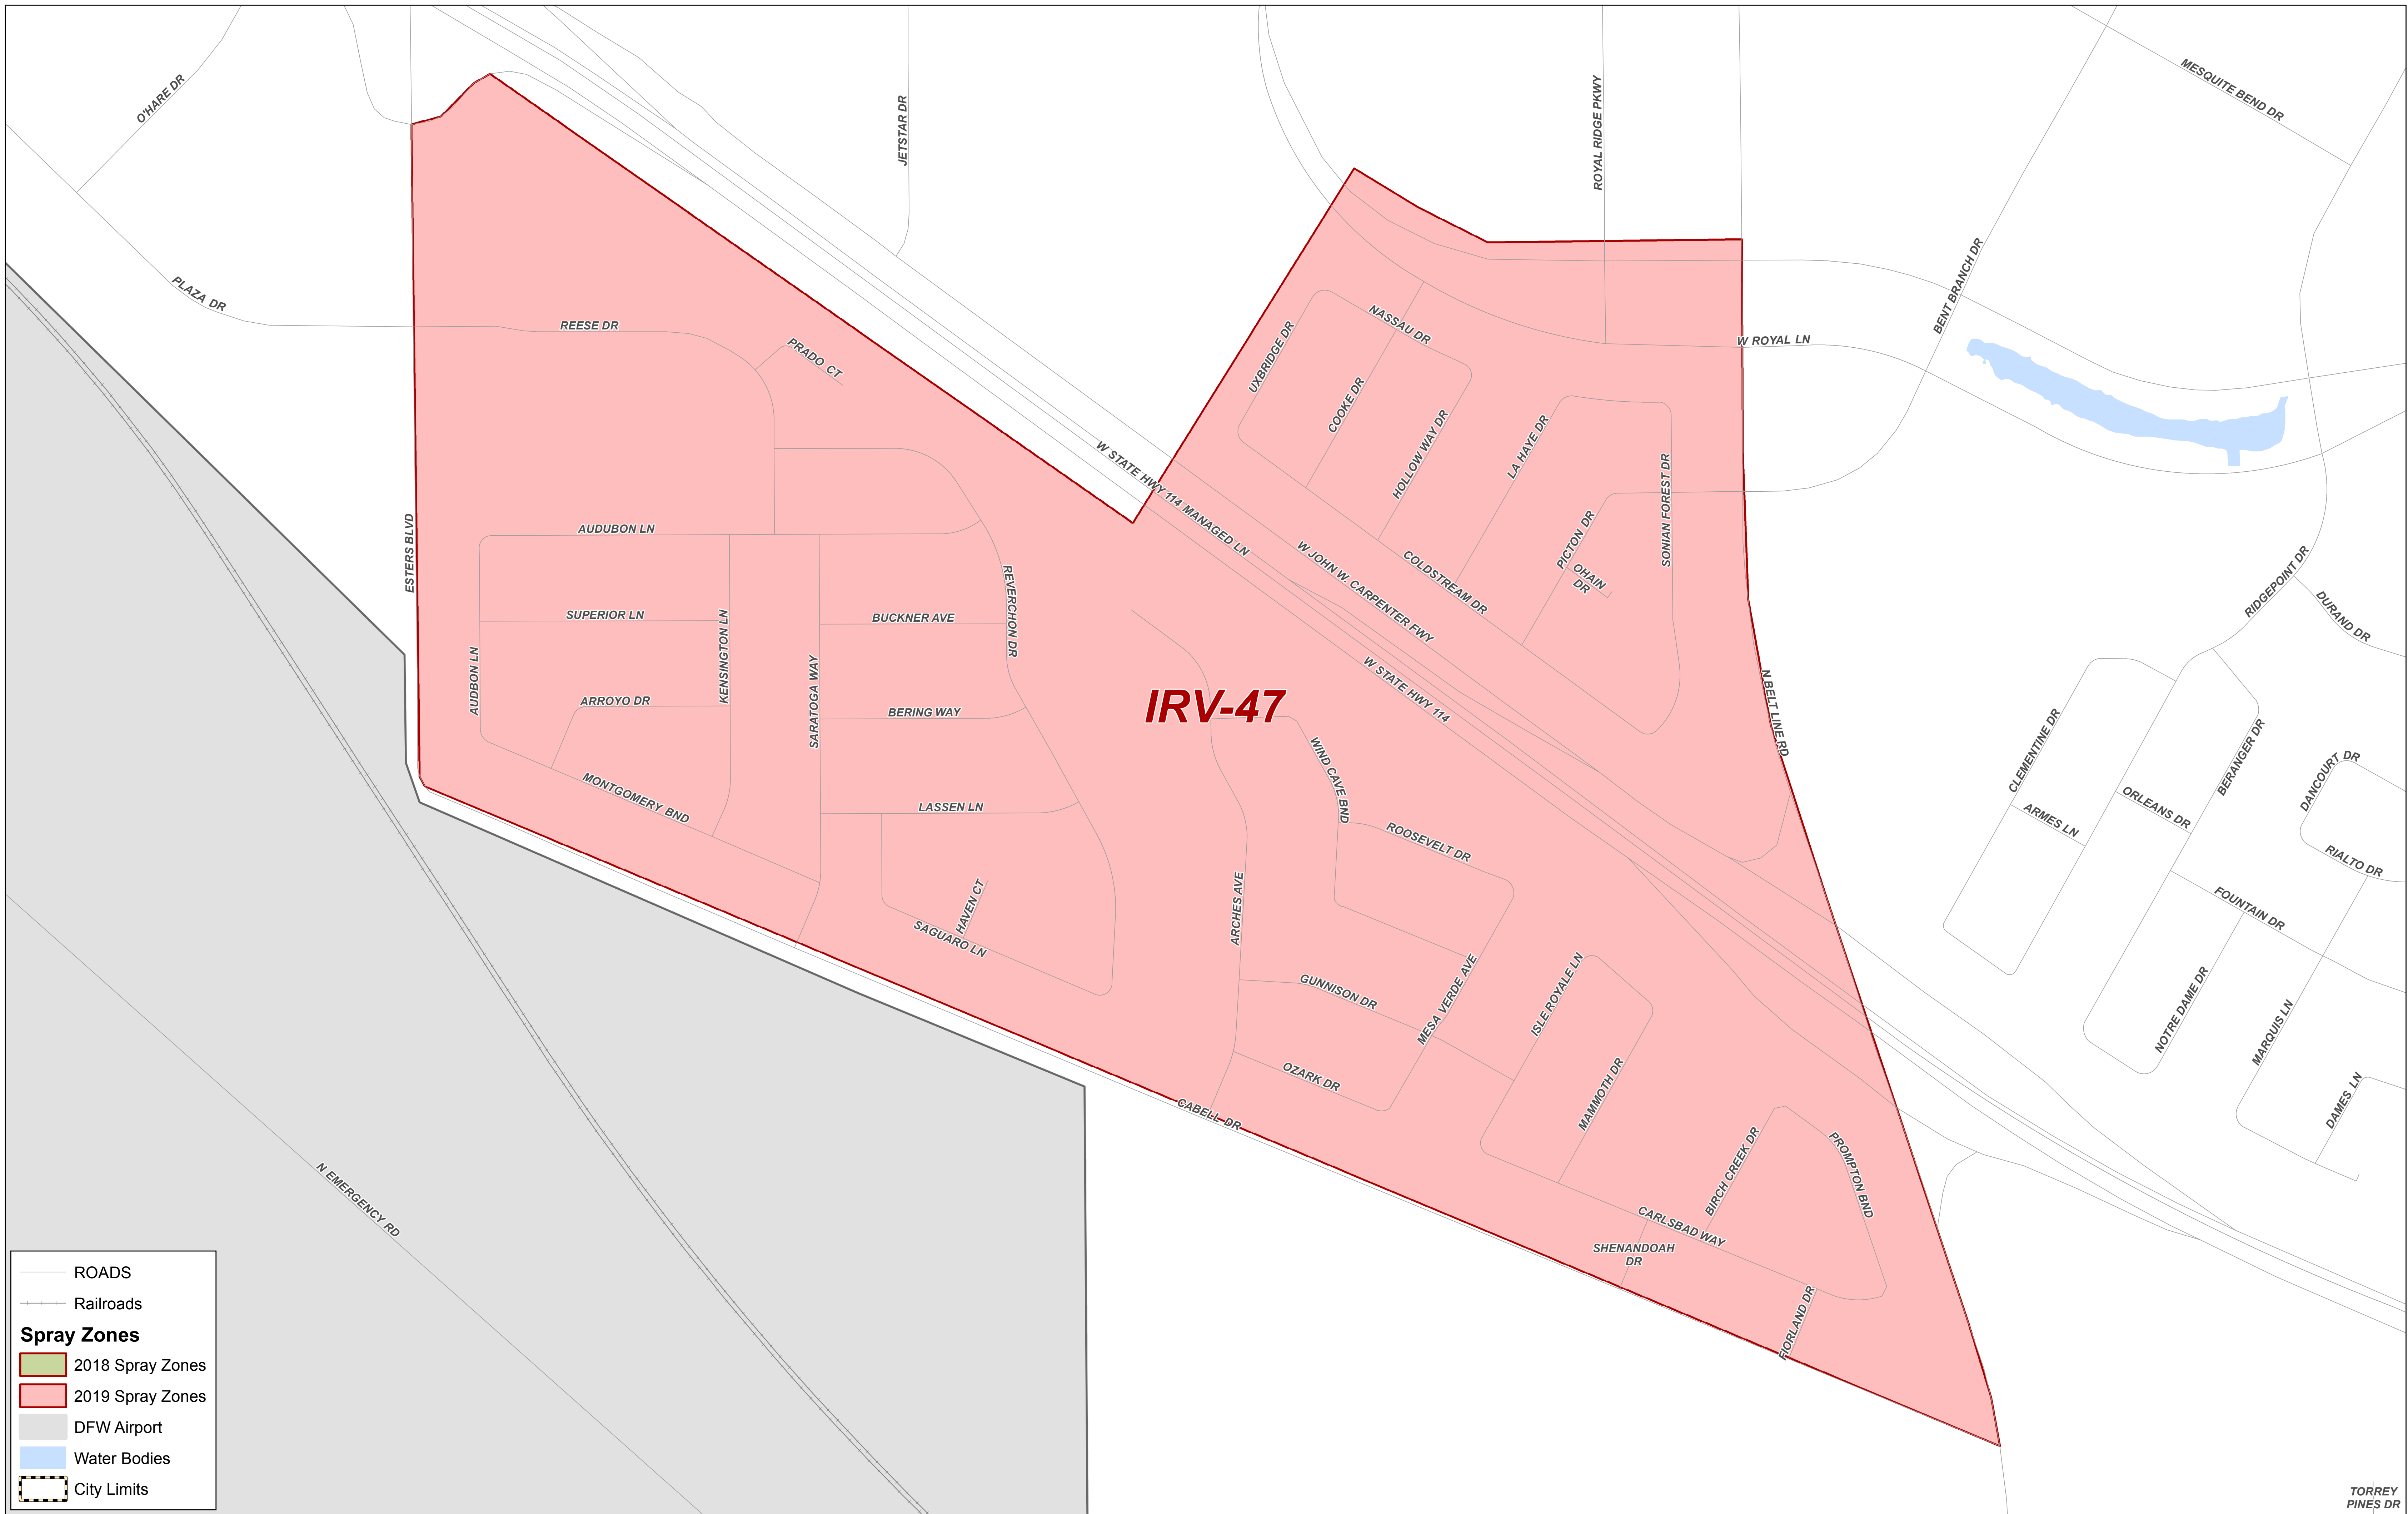 O'HARE DR
JETSTAR DR
ROYAL RIDGE PKWY
MESQUITE BEND DR
PLAZA DR
REESE DR
PRADO CT
BENT BRANCH DR
W ROYAL LN
NASSAU DR
UXBRIDGE DR
COOKE DR
HOLLOW WAY DR
LA HAYE DR
SONIAN FOREST DR
W STATE HWY 114 MANAGED LN
W JOHN W. CARPENTER FWY
COLDSTREAM DR
PICTON DR
OHAIN
DR
ESTERS BLVD
AUDUBON LN
REVERCHON DR
RIDGEPOINT DR
DURAND DR
SUPERIOR LN
BUCKNER AVE
KENSINGTON LN
AUDBON LN
SARATOGA WAY
ARROYO DR
BERING WAY
IRV-47
W STATE HWY 114
N BELT LINE RD
WIND CAVE BND
CLEMENTINE DR
BERANGER DR
DANCOURT DR
MONTGOMERY BND
LASSEN LN
ROOSEVELT DR
ARMES LN
ORLEANS DR
RIALTO DR
HAVEN CT
SAGUARO LN
ARCHES AVE
FOUNTAIN DR
GUNNISON DR
MESA VERDE AVE
ISLE ROYALE LN
NOTRE DAME DR
MARQUIS LN
OZARK DR
MAMMOTH DR
DAMES LN
CABELL DR
BIRCH CREEK DR
PROMPTON BND
N EMERGENCY RD
CARLSBAD WAY
SHENANDOAH
DR
FIORLAND DR
ROADS
Railroads
Spray Zones
2018 Spray Zones
2019 Spray Zones
DFW Airport
Water Bodies
City Limits
TORREY
PINES DR